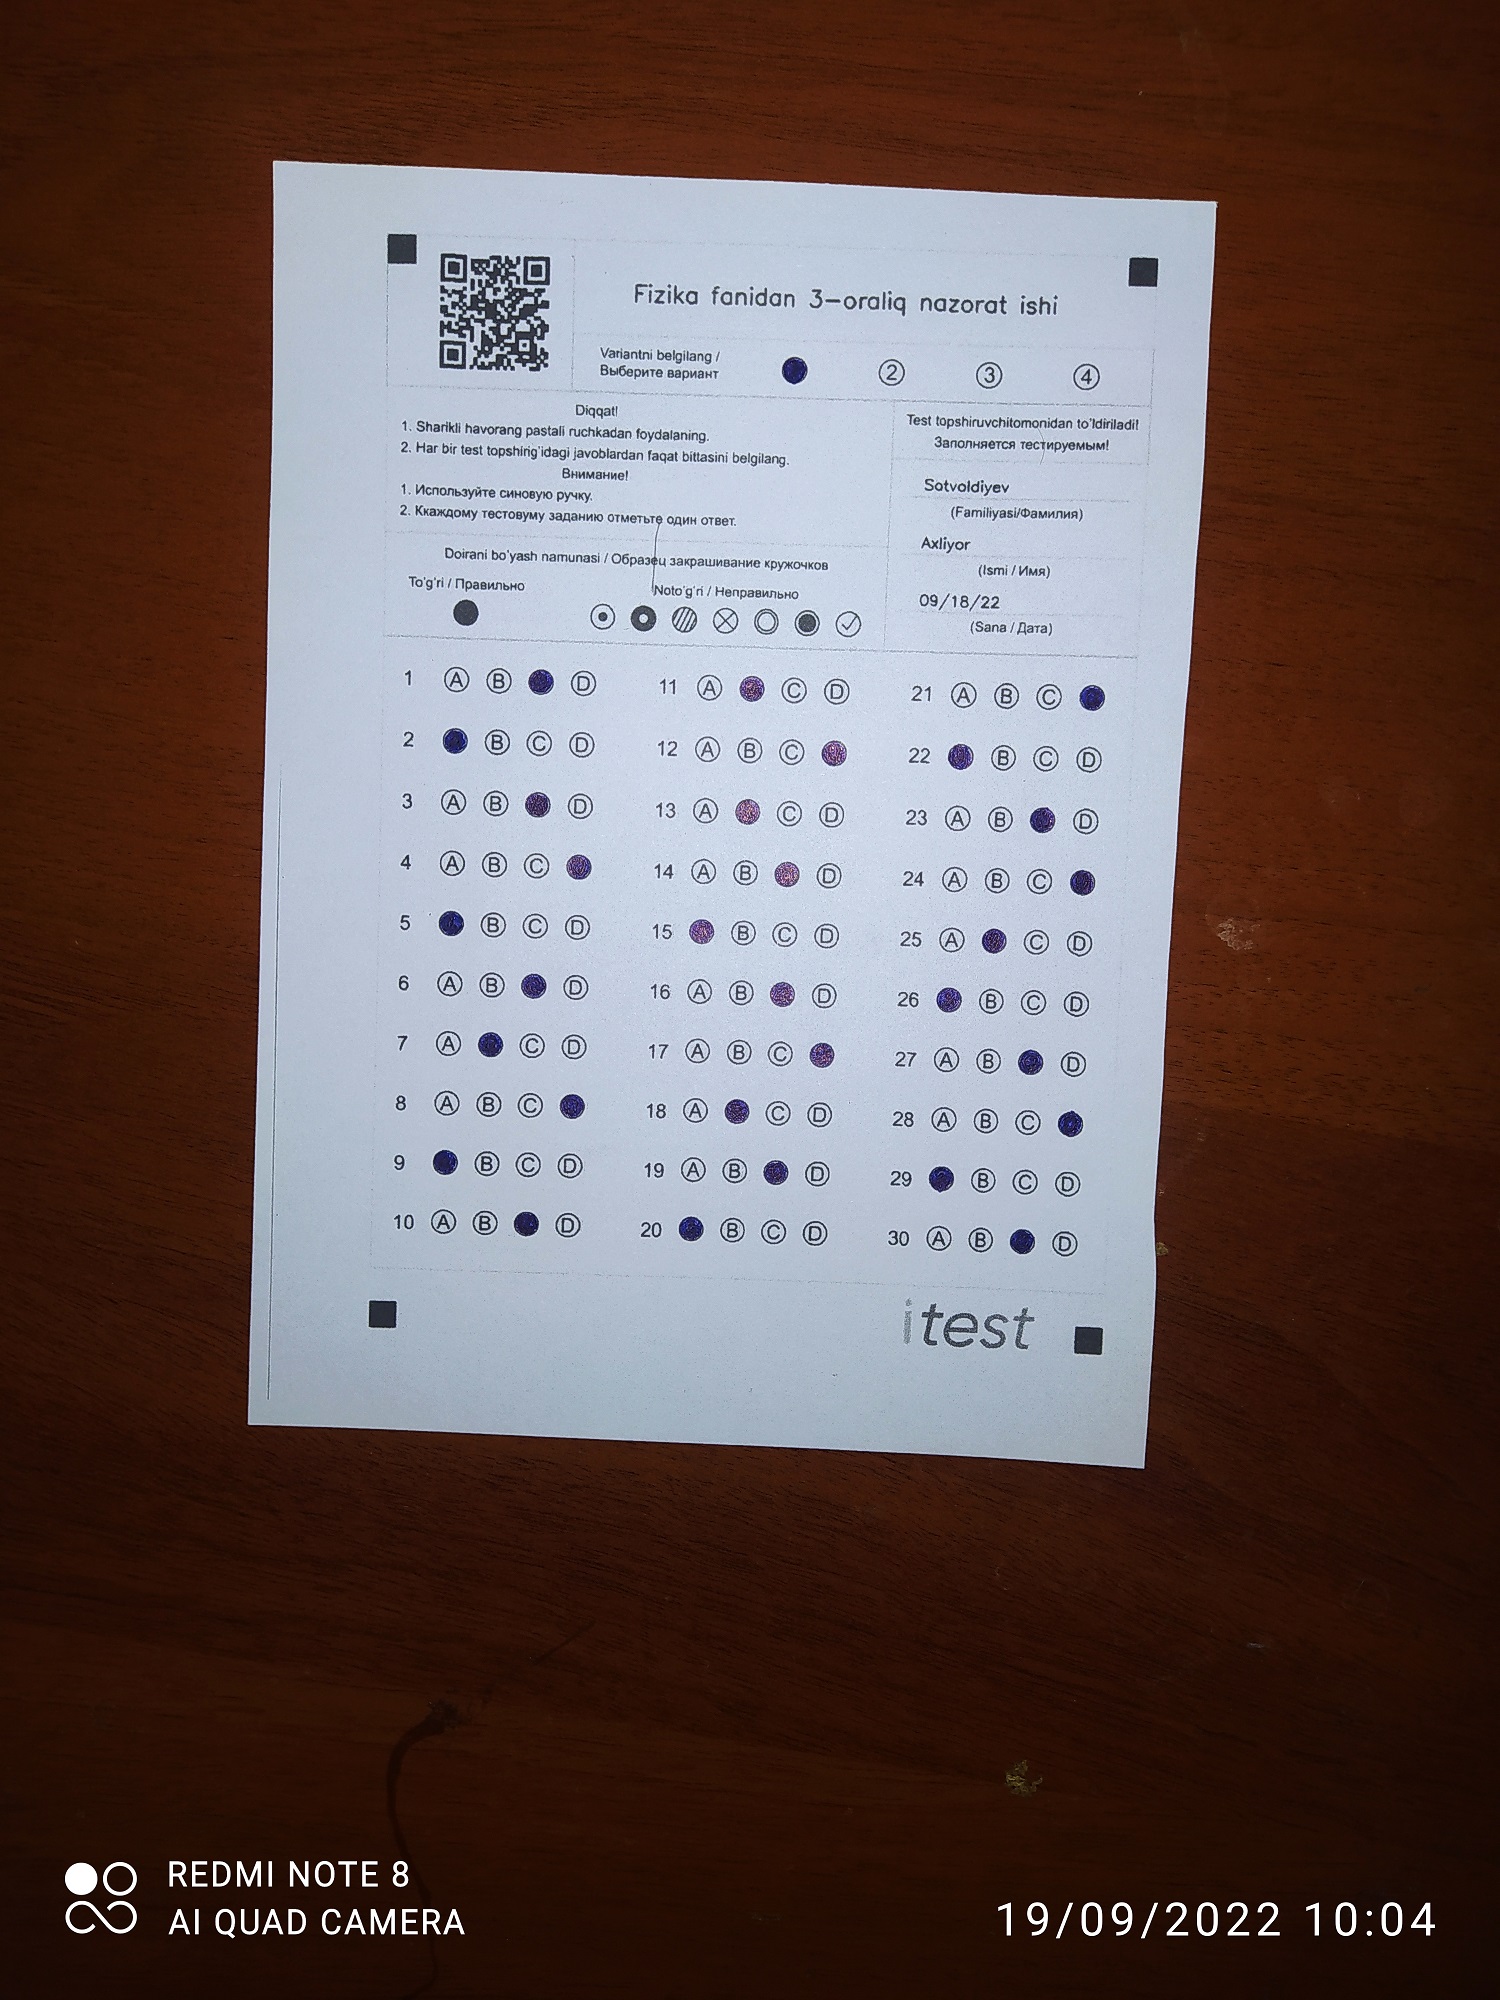 Fizika fanidan 3-oraliq nazorat ishi
Variantni belgilang /
Выберите вариант
2 3 4
Diqqat!
1. Sharikli havorang pastali ruchkadan foydalaning.
2. Har bir test topshirig'idagi javoblardan faqat bittasini belgilang.
Внимание!
1. Используйте синовую ручку.
2. Ккаждому тестовуму заданию отметьте один ответ.
Test topshiruvchitomonidan to'ldiriladi!
Заполняется тестируемым!
Sotvoldiyev
(Familiyasi/Фамилия)
Axliyor
(Ismi / Имя)
09/18/22
(Sana / Дата)
Doirani bo'yash namunasi / Образец закрашивание кружочков
To'g'ri / Правильно
Noto'g'ri / Неправильно
1 A B D
2 B C D
3 A B D
4 A B C
5 B C D
6 A B D
7 A C D
8 A B C
9 B C D
10 A B D
11 A C D
12 A B C
13 A C D
14 A B D
15 B C D
16 A B D
17 A B C
18 A C D
19 A B D
20 B C D
21 A B C
22 B C D
23 A B D
24 A B C
25 A C D
26 B C D
27 A B D
28 A B C
29 B C D
30 A B D
itest
REDMI NOTE 8
AI QUAD CAMERA
19/09/2022 10:04